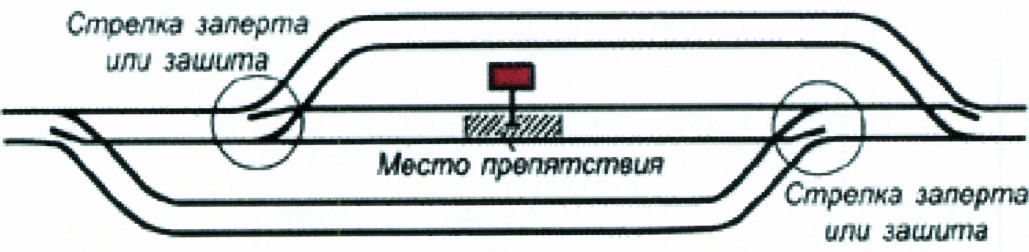 Стрелка заперта
или зашита
Место препятствия
Стрелка заперта
или зашита